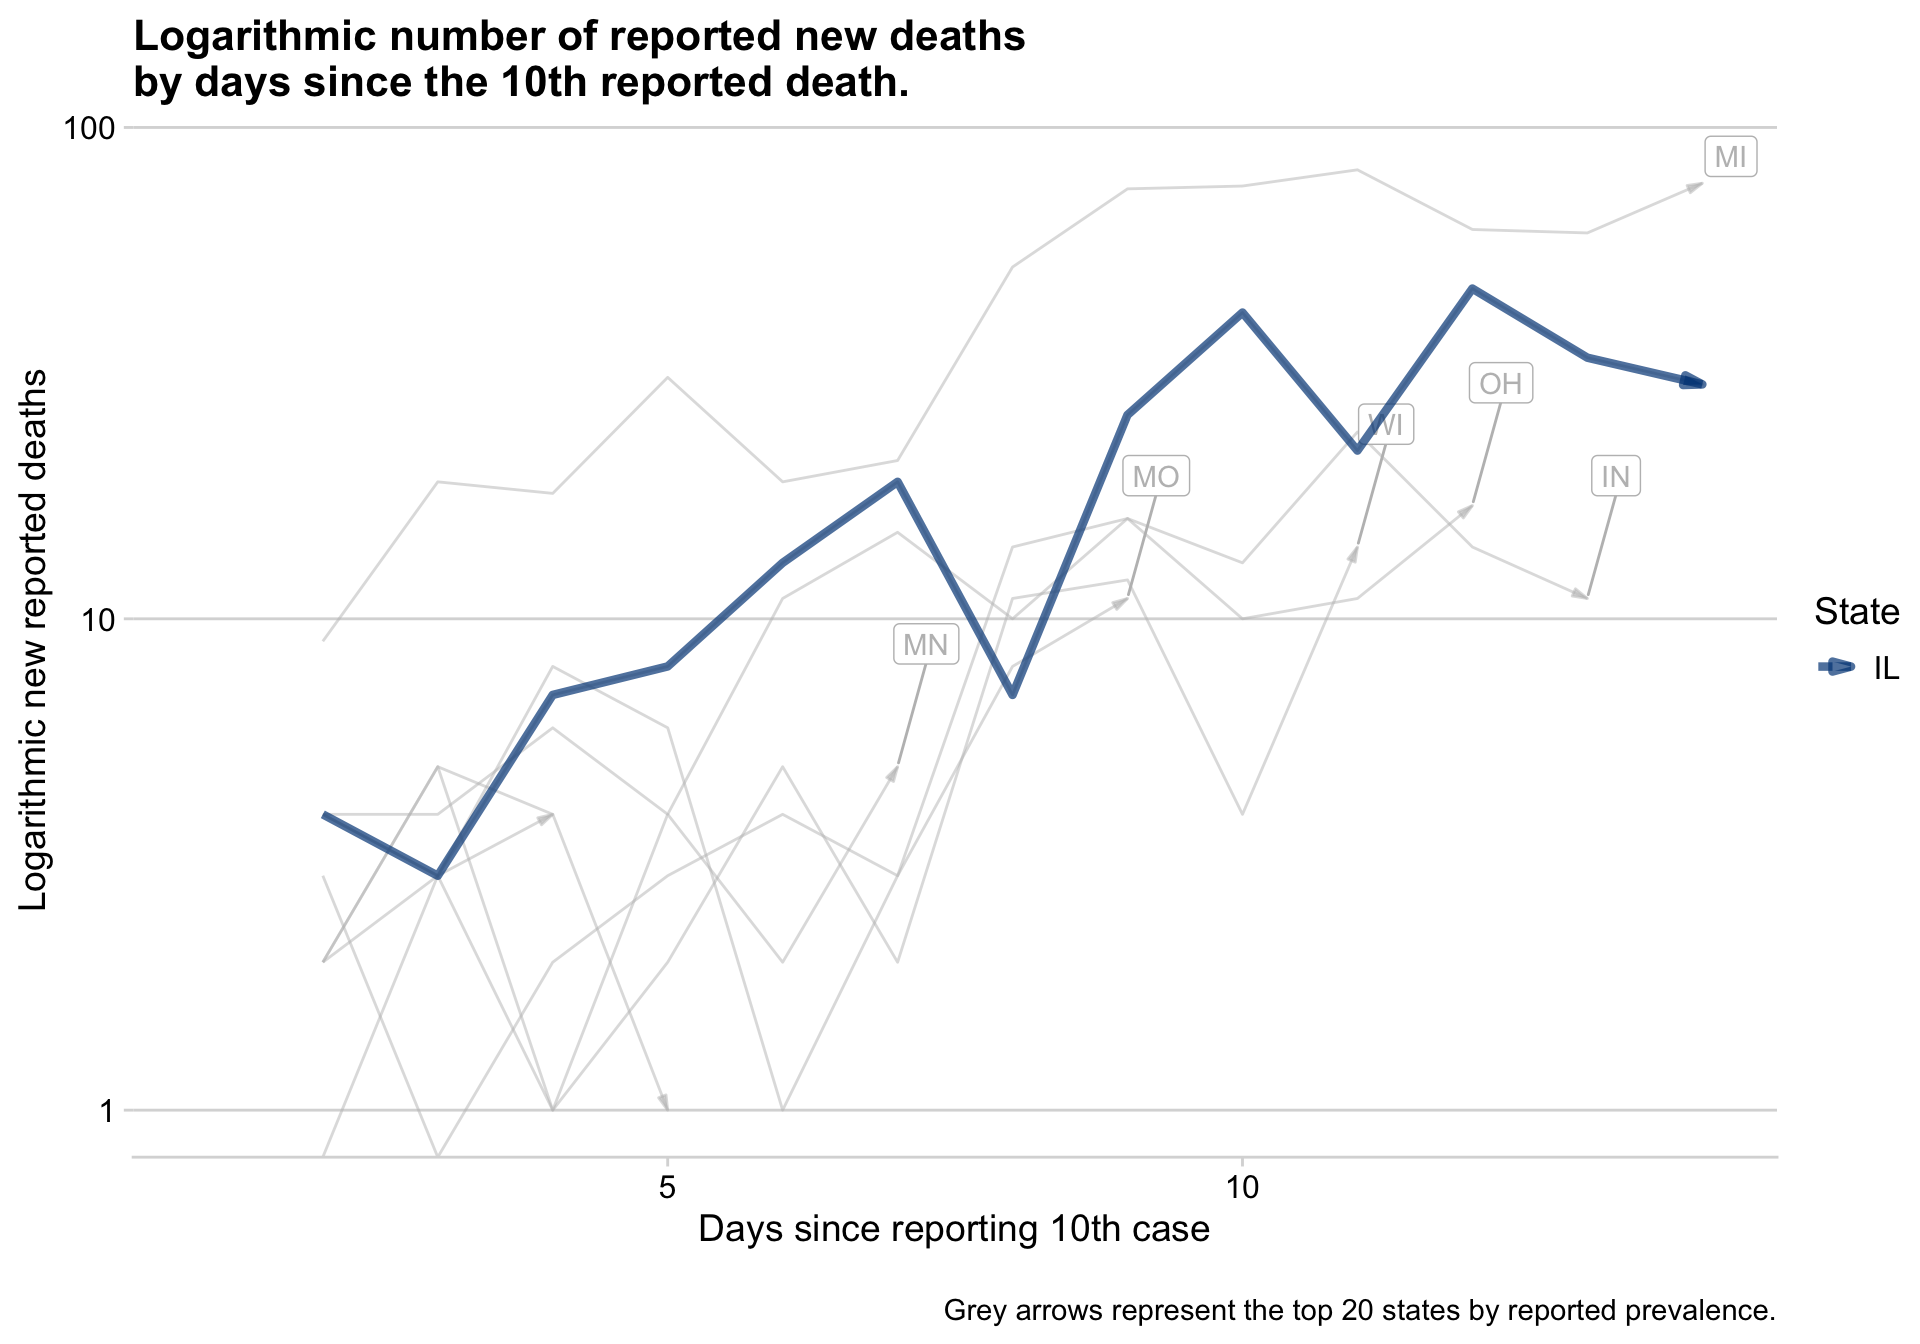 Logarithmic number of reported new deaths
by days since the 10th reported death.
100
MI
OH
WI
MO
IN
10
MN
1
5
10
Logarithmic new reported deaths
Days since reporting 10th case
State
IL
Grey arrows represent the top 20 states by reported prevalence.